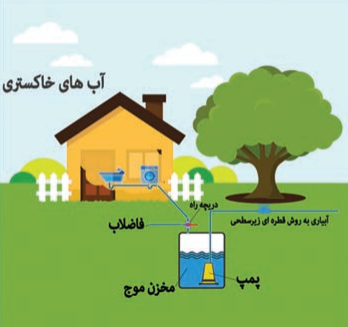 آب های خاکستری
دریچه راه
آبیاری به روش قطره ای زیرسطحی
فاضلاب
پمپ
مخزن موج